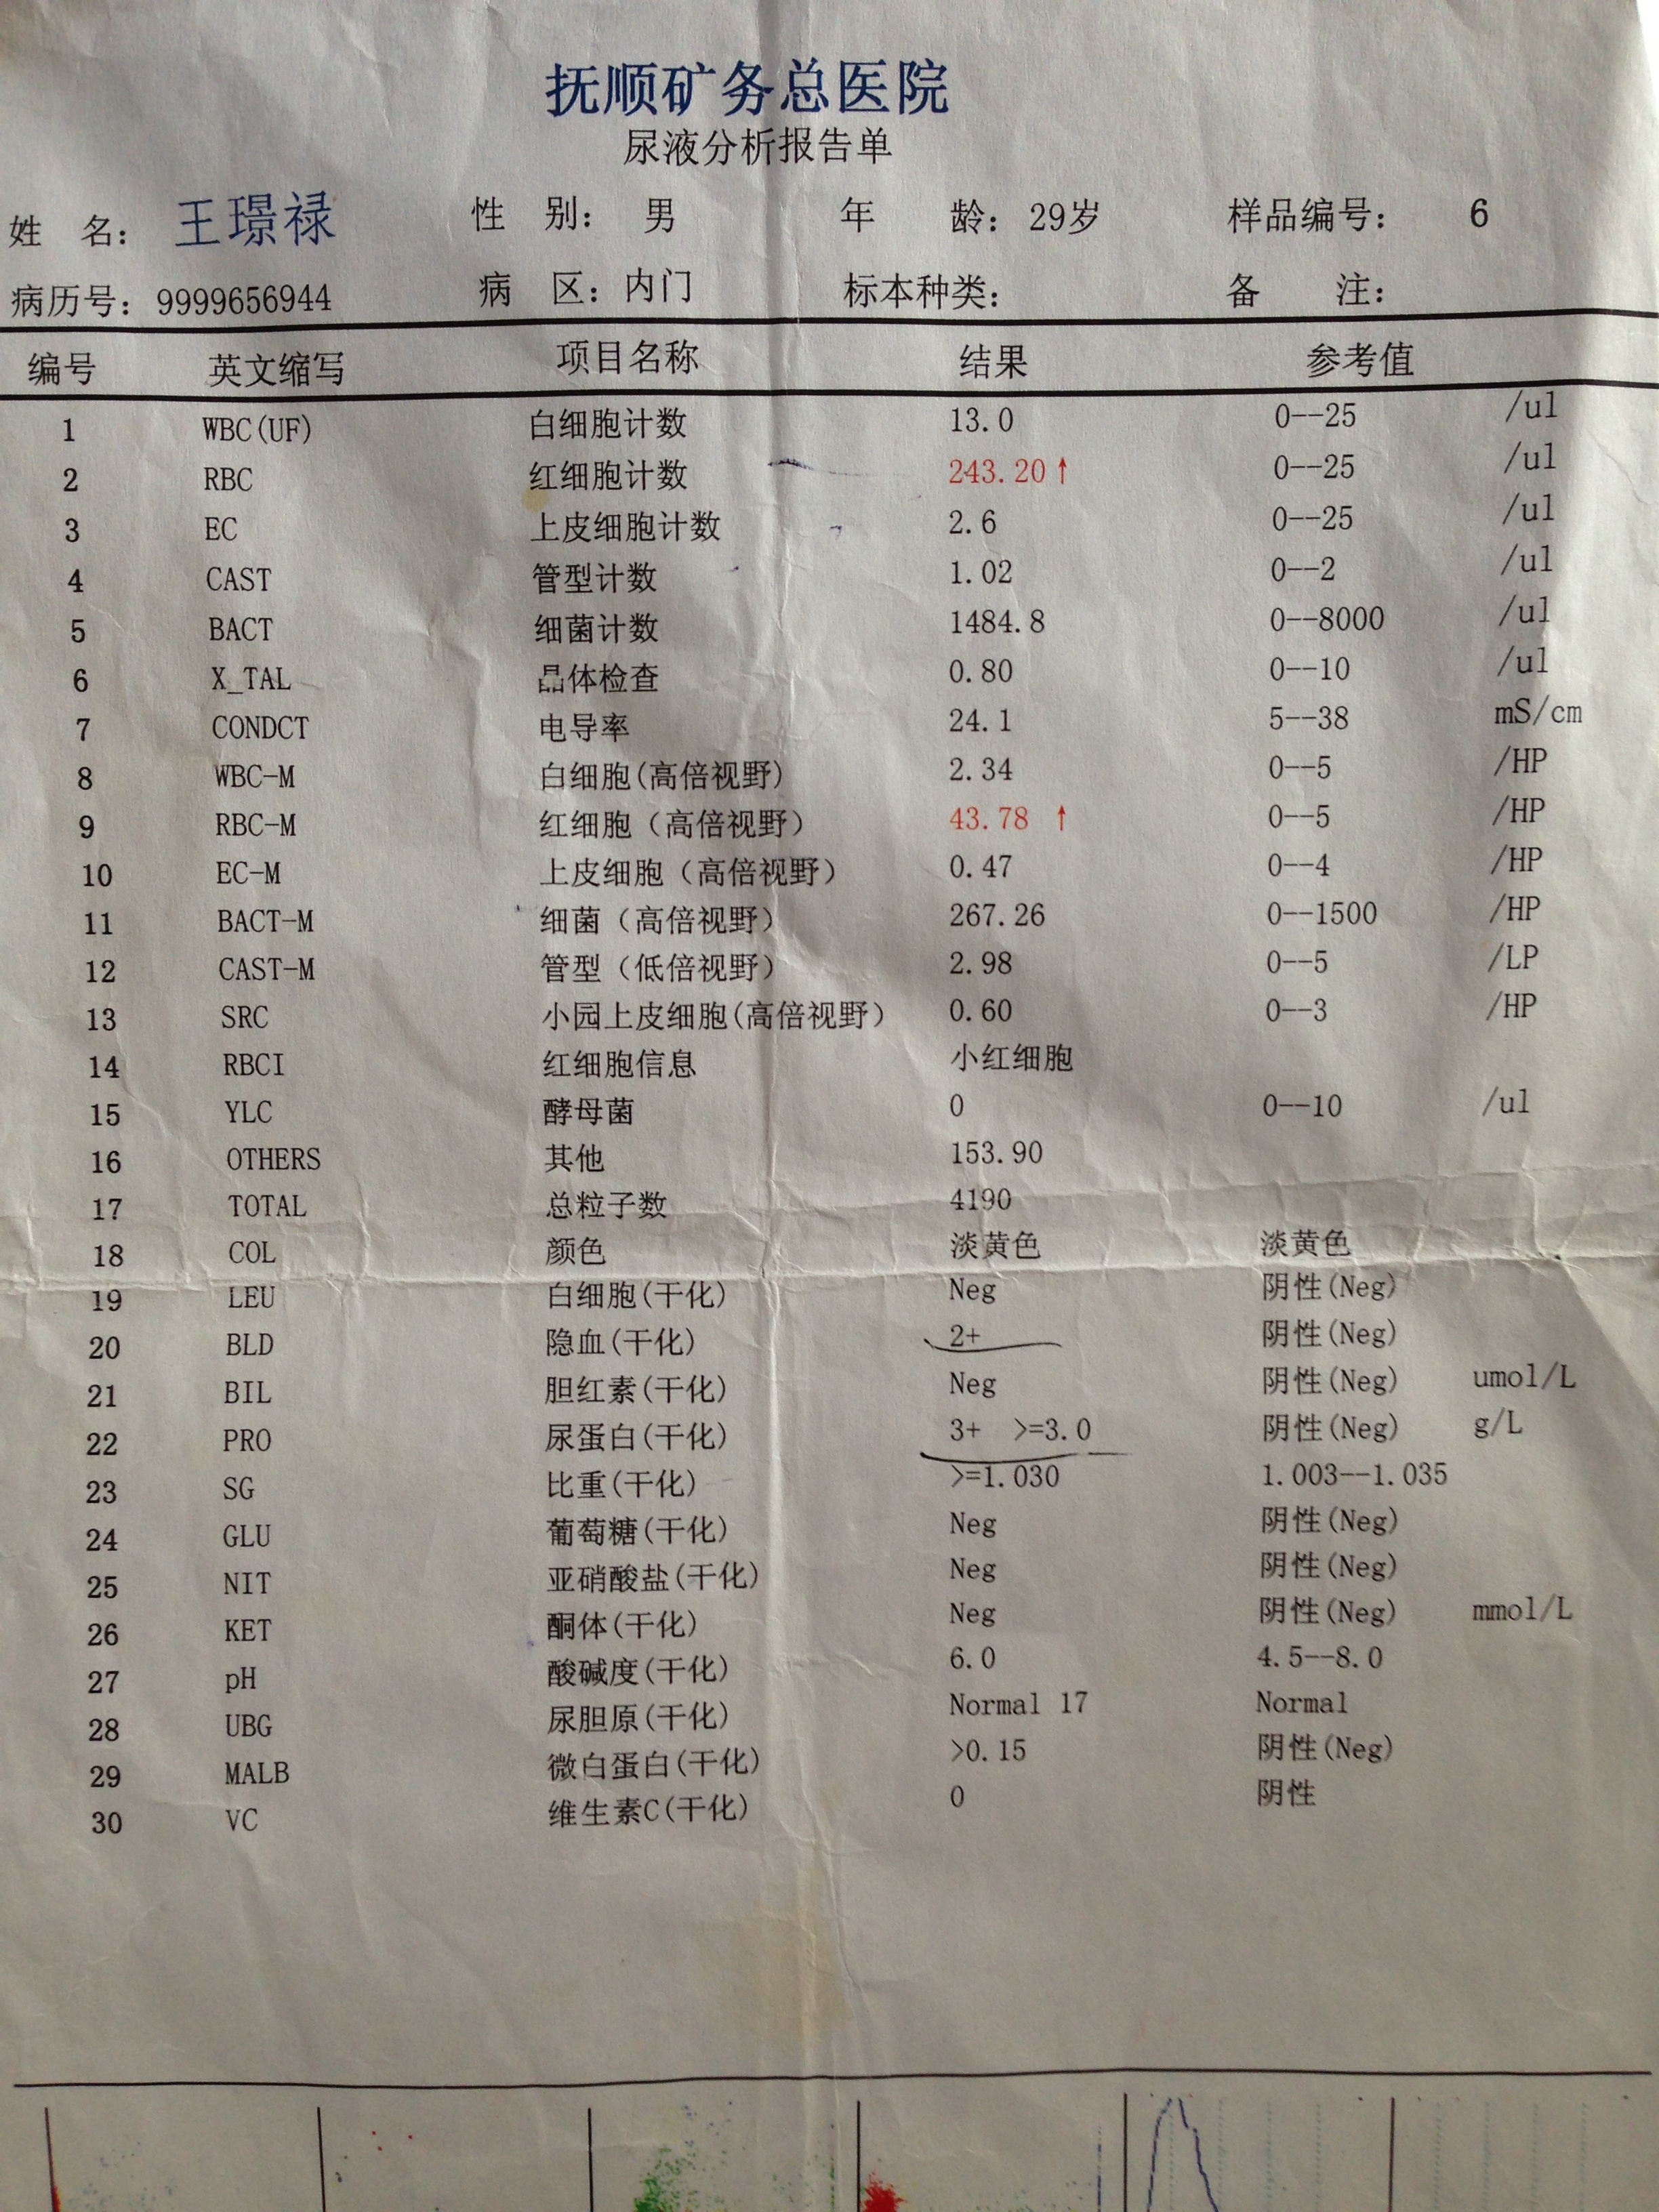 抚顺矿务总医院
尿液分析报告单
姓 名: 王璟禄 性 别: 男 年 龄: 29岁 样品编号: 6
病历号: 9999656944 病 区: 内门 标本种类: 备 注:
编号 英文缩写 项目名称 结果 参考值
1 WBC(UF) 白细胞计数 13.0 0--25 /ul
2 RBC 红细胞计数 243.20↑ 0--25 /ul
3 EC 上皮细胞计数 2.6 0--25 /ul
4 CAST 管型计数 1.02 0--2 /ul
5 BACT 细菌计数 1484.8 0--8000 /ul
6 X_TAL 晶体检查 0.80 0--10 /ul
7 CONDCT 电导率 24.1 5--38 mS/cm
8 WBC-M 白细胞(高倍视野) 2.34 0--5 /HP
9 RBC-M 红细胞（高倍视野） 43.78 ↑ 0--5 /HP
10 EC-M 上皮细胞（高倍视野） 0.47 0--4 /HP
11 BACT-M 细菌（高倍视野） 267.26 0--1500 /HP
12 CAST-M 管型（低倍视野） 2.98 0--5 /LP
13 SRC 小园上皮细胞(高倍视野） 0.60 0--3 /HP
14 RBCI 红细胞信息 小红细胞
15 YLC 酵母菌 0 0--10 /ul
16 OTHERS 其他 153.90
17 TOTAL 总粒子数 4190
18 COL 颜色 淡黄色 淡黄色
19 LEU 白细胞(干化) Neg 阴性(Neg)
20 BLD 隐血(干化) 2+ 阴性(Neg)
21 BIL 胆红素(干化) Neg 阴性(Neg) umol/L
22 PRO 尿蛋白(干化) 3+ >=3.0 阴性(Neg) g/L
23 SG 比重(干化) >=1.030 1.003--1.035
24 GLU 葡萄糖(干化) Neg 阴性(Neg)
25 NIT 亚硝酸盐(干化) Neg 阴性(Neg)
26 KET 酮体(干化) Neg 阴性(Neg) mmol/L
27 pH 酸碱度(干化) 6.0 4.5--8.0
28 UBG 尿胆原(干化) Normal 17 Normal
29 MALB 微白蛋白(干化) >0.15 阴性(Neg)
30 VC 维生素C(干化) 0 阴性